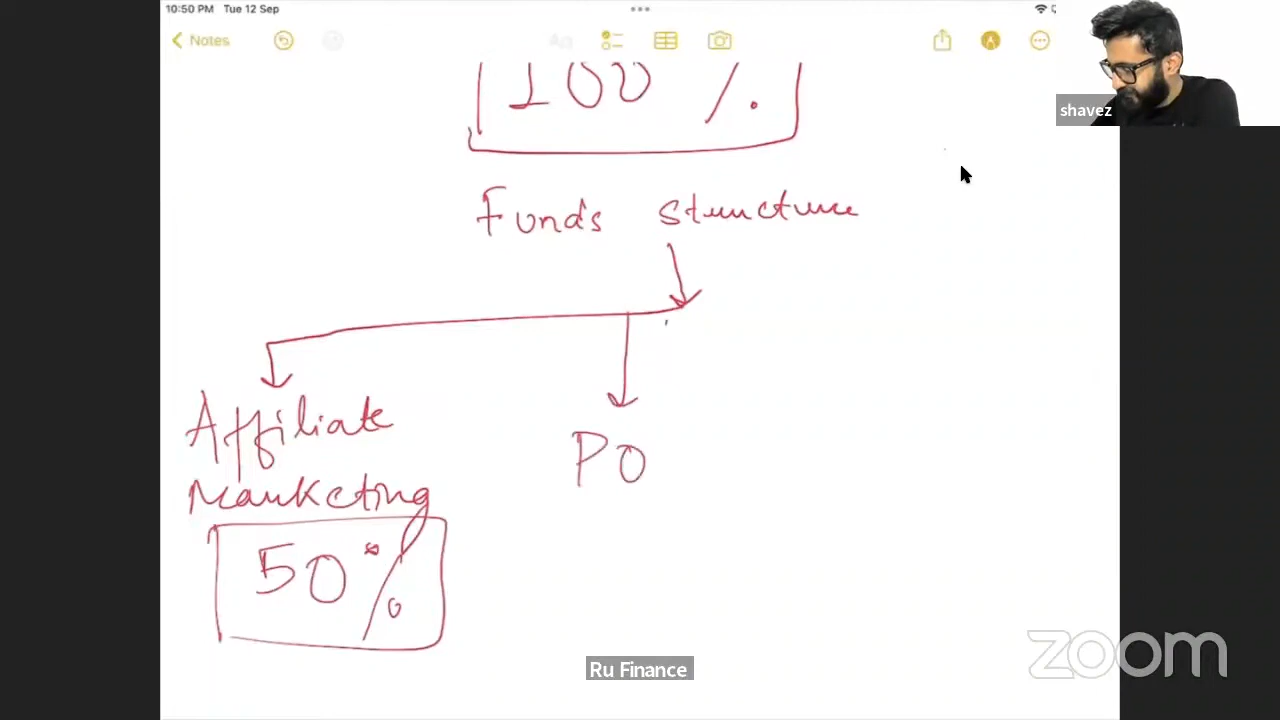 10:50 PM Tue 12 Sep
Notes
shavez
100 %
Funds structure
Affiliate
Marketing
50%
PO
Ru Finance
zoom